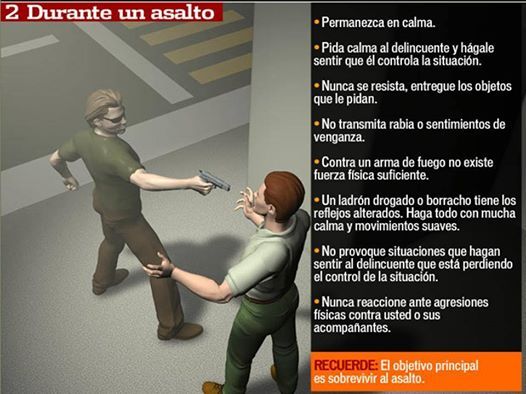 2 Durante un asalto
• Permanezca en calma.
• Pida calma al delincuente y hágale
sentir que él controla la situación.
• Nunca se resista, entregue los objetos
que le pidan.
• No transmita rabia o sentimientos de
venganza.
• Contra un arma de fuego no existe
fuerza física suficiente.
• Un ladrón drogado o borracho tiene los
reflejos alterados. Haga todo con mucha
calma y movimientos suaves.
• No provoque situaciones que hagan
sentir al delincuente que está perdiendo
el control de la situación.
• Nunca reaccione ante agresiones
físicas contra usted o sus
acompañantes.
RECUERDE: El objetivo principal
es sobrevivir al asalto.